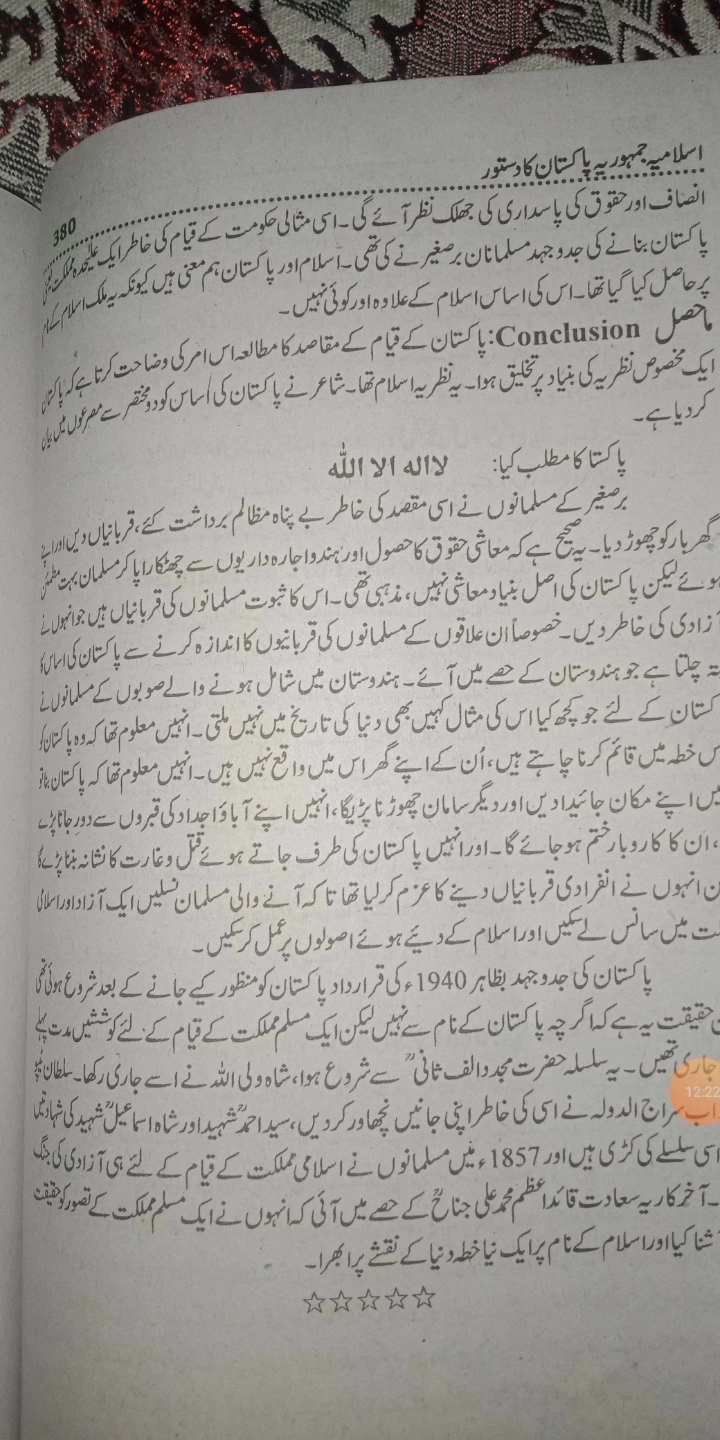 اسلامیہ جمہوریہ پاکستان کا دستور
380
انصاف اور حقوق کی پاسداری کی جھلک نظر آئے گی۔ اسی مثالی حکومت کے قیام کی خاطر ایک علیحدہ مملکت
پاکستان بنانے کی جدوجہد مسلمانان برصغیر نے کی تھی۔ اسلام اور پاکستان ہم معنی ہیں کیونکہ یہ ملک اسلام کے نام
پر حاصل کیا گیا تھا۔ اس کی اساس اسلام کے علاوہ اور کوئی نہیں۔
ماحصل Conclusion: پاکستان کے قیام کے مقاصد کا مطالعہ اس امر کی وضاحت کرتا ہے کہ پاکستان
ایک مخصوص نظریہ کی بنیاد پر تخلیق ہوا۔ یہ نظریہ اسلام تھا۔ شاعر نے پاکستان کی اساس کو دو مختصر سے مصرعوں میں بیان
کر دیا ہے۔
پاکستا کا مطلب کیا: لا الہ الا اللہ
برصغیر کے مسلمانوں نے اسی مقصد کی خاطر بے پناہ مظالم برداشت کئے، قربانیاں دیں اور اپنے
گھر بار کو چھوڑ دیا۔ یہ صحیح ہے کہ معاشی حقوق کا حصول اور ہندو اجارہ داریوں سے چھٹکارا پا کر مسلمان بہت مطمئن
ہوئے لیکن پاکستان کی اصل بنیاد معاشی نہیں، مذہبی تھی۔ اس کا ثبوت مسلمانوں کی قربانیاں ہیں جو انہوں نے
آزادی کی خاطر دیں۔ خصوصاً ان علاقوں کے مسلمانوں کی قربانیوں کا اندازہ کرنے سے پاکستان کی اساس کا
تہ چلتا ہے جو ہندوستان کے حصے میں آئے۔ ہندوستان میں شامل ہونے والے صوبوں کے مسلمانوں نے
کستان کے لئے جو کچھ کیا اس کی مثال کہیں بھی دنیا کی تاریخ میں نہیں ملتی۔ انہیں معلوم تھا کہ وہ پاکستان کو
س خطہ میں قائم کرنا چاہتے ہیں، اُن کے اپنے گھر اس میں واقع نہیں ہیں۔ انہیں معلوم تھا کہ پاکستان بنا تو
یں اپنے مکان جائیدادیں اور دیگر سامان چھوڑنا پڑیگا، انہیں اپنے آباؤ اجداد کی قبروں سے دور جانا پڑے
، ان کا کاروبار ختم ہو جائے گا۔ اور انہیں پاکستان کی طرف جاتے ہوئے قتل و غارت کا نشانہ بننا پڑے گا
ن انہوں نے انفرادی قربانیاں دینے کا عزم کر لیا تھا تا کہ آنے والی مسلمان نسلیں ایک آزاد اور اسلامی
ت میں سانس لے سکیں اور اسلام کے دیئے ہوئے اصولوں پر عمل کر سکیں۔
پاکستان کی جدوجہد بظاہر 1940ء کی قرارداد پاکستان کو منظور کیے جانے کے بعد شروع ہوئی تھی
ن حقیقت یہ ہے کہ اگر چہ پاکستان کے نام سے نہیں لیکن ایک مسلم مملکت کے قیام کے لئے کوششیں مدت پہلے
جاری تھیں۔ یہ سلسلہ حضرت مجدد الف ثانیؒ سے شروع ہوا، شاہ ولی اللہ نے اسے جاری رکھا۔ سلطان ٹیپو
اب سراج الدولہ نے اسی کی خاطر اپنی جانیں نچھاور کر دیں، سید احمدؒ شہید اور شاہ اسماعیلؒ شہید کی شہادتیں
12:22
اسی سلسلے کی کڑی ہیں اور 1857ء میں مسلمانوں نے اسلامی مملکت کے قیام کے لئے ہی آزادی کی جنگ
۔ آخر کار یہ سعادت قائد اعظم محمد علی جناحؒ کے حصے میں آئی کہ انہوں نے ایک مسلم مملکت کے تصور کو حقیقت
شنا کیا اور اسلام کے نام پر ایک نیا خطہ دنیا کے نقشے پر ابھرا۔
☆☆☆☆☆